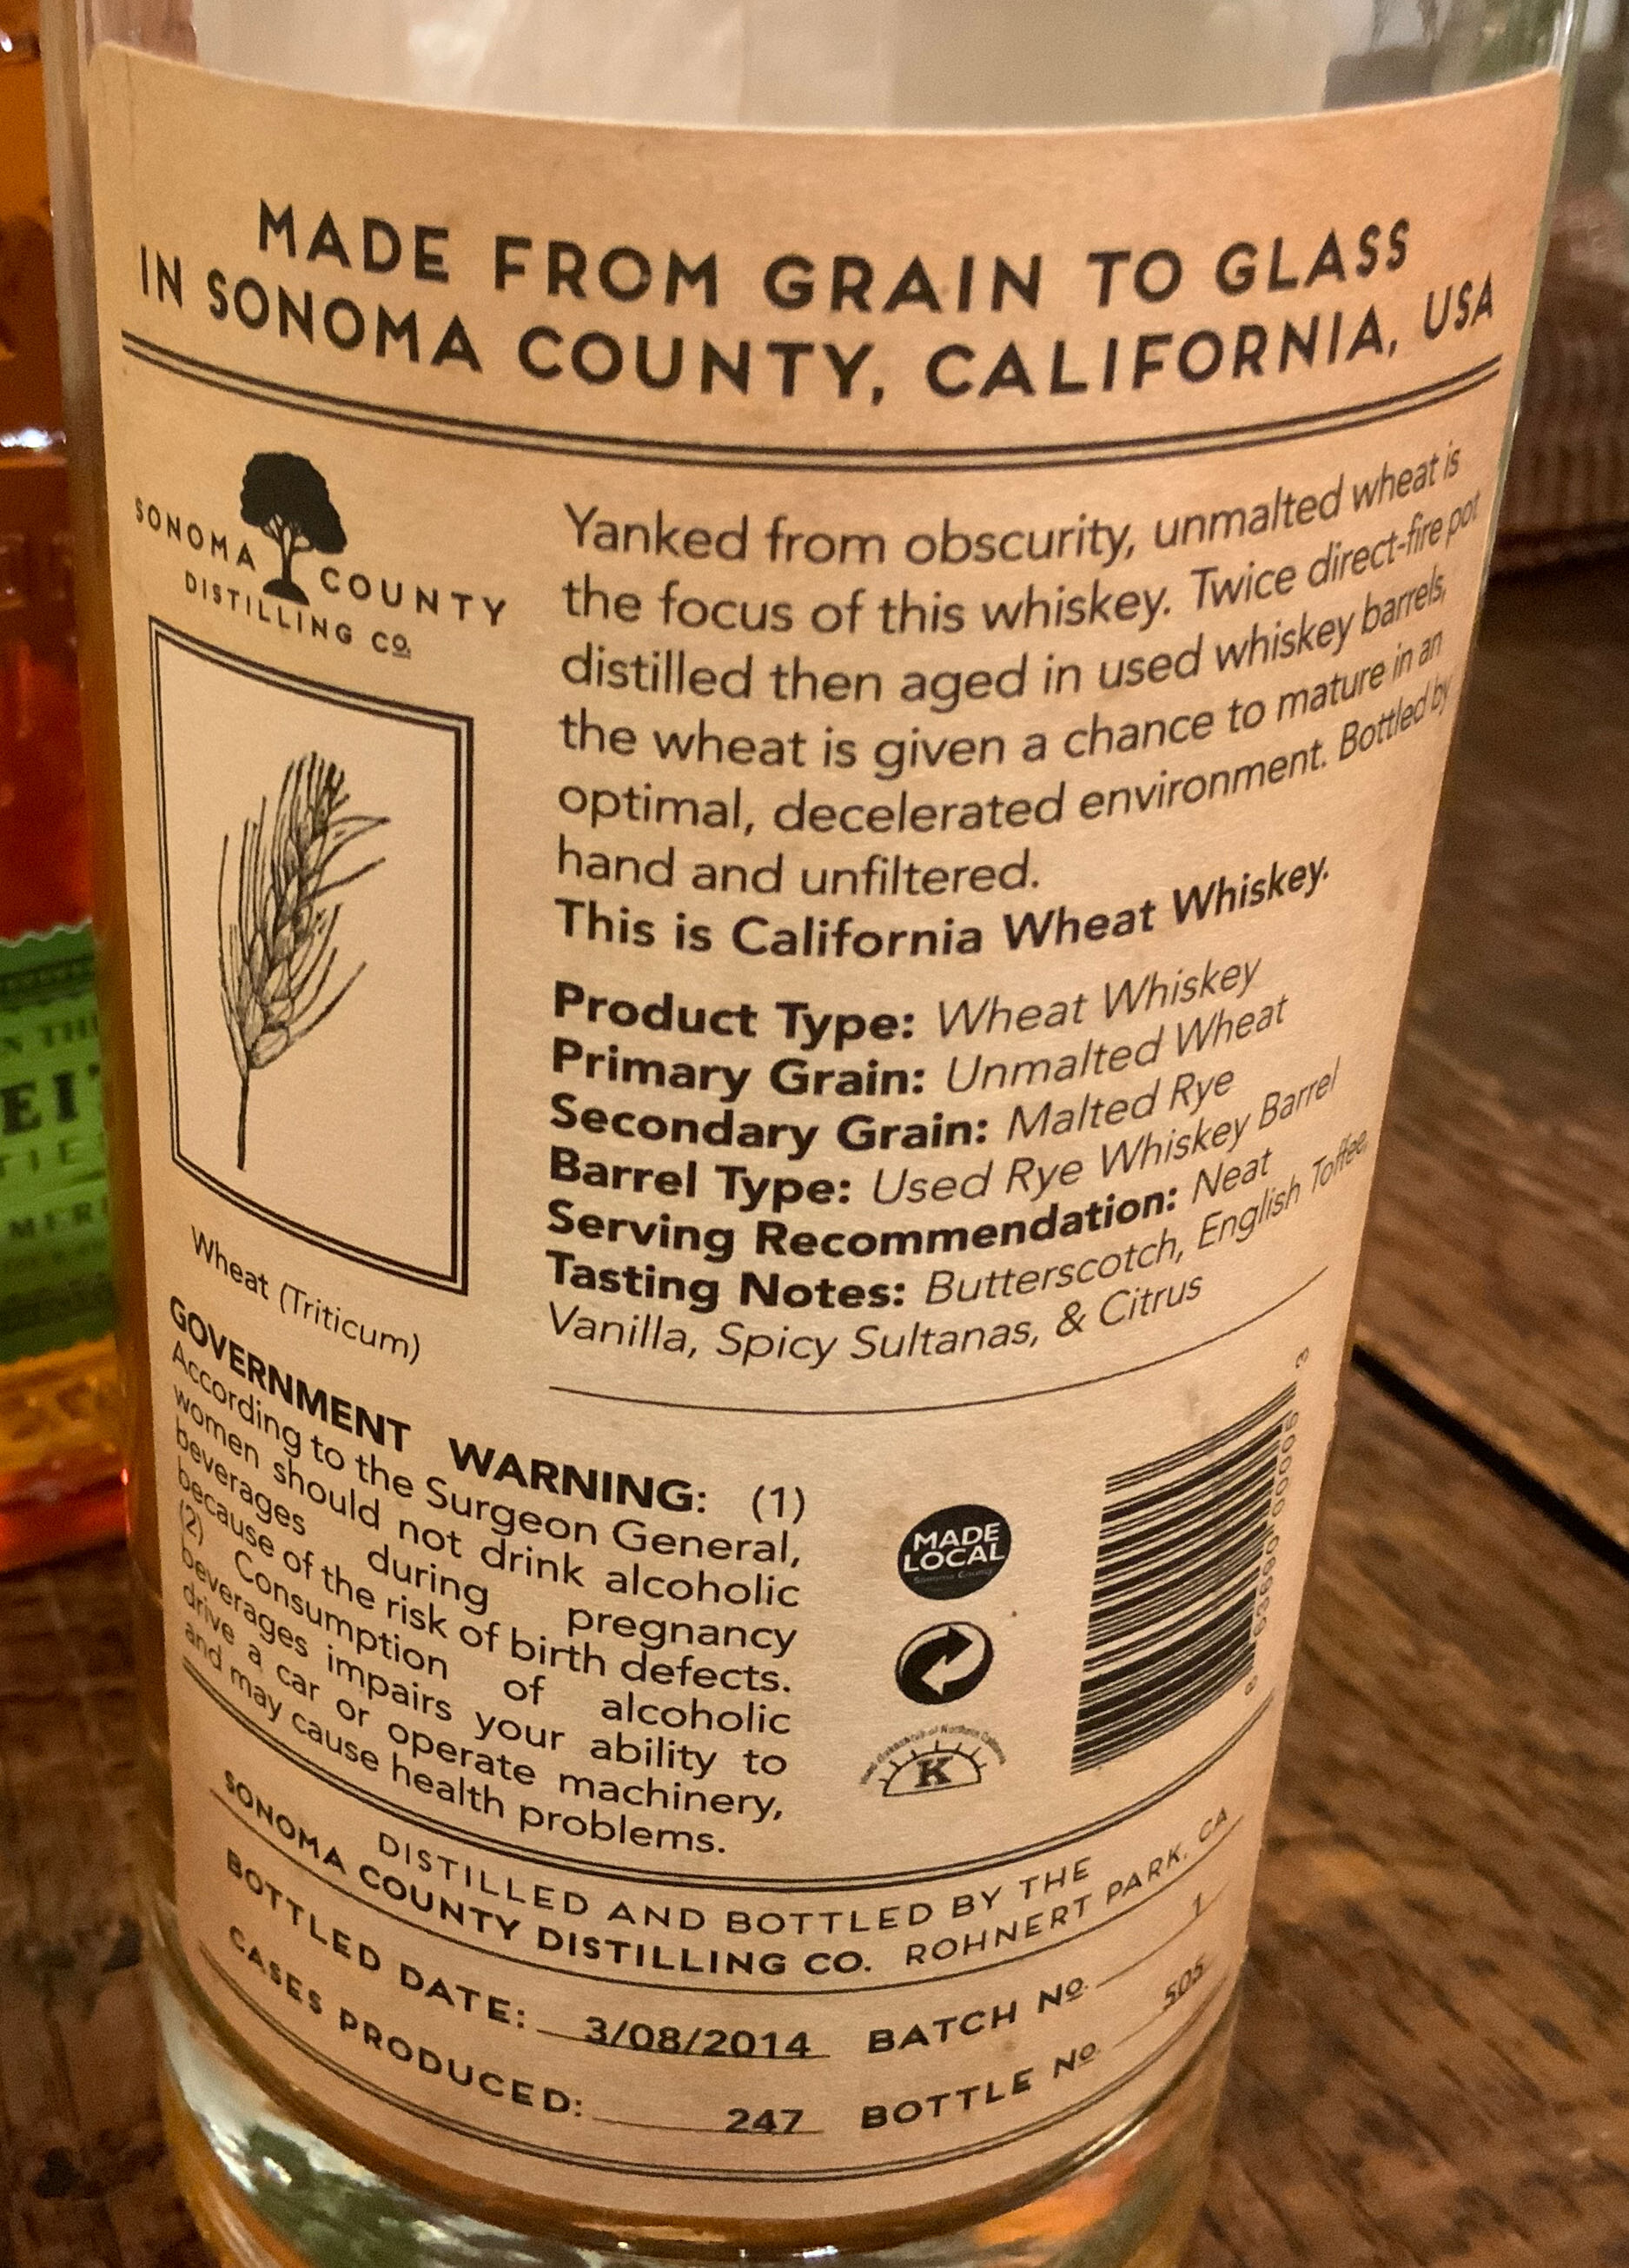 MADE FROM GRAIN TO GLASS
IN SONOMA COUNTY, CALIFORNIA, USA
SONOMA COUNTY
DISTILLING Cº
Yanked from obscurity, unmalted wheat is
the focus of this whiskey. Twice direct-fire pot
distilled then aged in used whiskey barrels,
the wheat is given a chance to mature in an
optimal, decelerated environment. Bottled by
hand and unfiltered.
This is California Wheat Whiskey.
Product Type: Wheat Whiskey
Primary Grain: Unmalted Wheat
Secondary Grain: Malted Rye
Barrel Type: Used Rye Whiskey Barrel
Serving Recommendation: Neat
Tasting Notes: Butterscotch, English Toffee,
Vanilla, Spicy Sultanas, & Citrus
Wheat (Triticum)
GOVERNMENT WARNING: (1)
According to the Surgeon General,
women should not drink alcoholic
beverages during pregnancy
because of the risk of birth defects.
(2) Consumption of alcoholic
beverages impairs your ability to
drive a car or operate machinery,
and may cause health problems.
MADE
LOCAL
Sonoma County
K
DISTILLED AND BOTTLED BY THE
SONOMA COUNTY DISTILLING CO. ROHNERT PARK, CA
BOTTLED DATE: 3/08/2014 BATCH Nº 1
CASES PRODUCED: 247 BOTTLE Nº 505